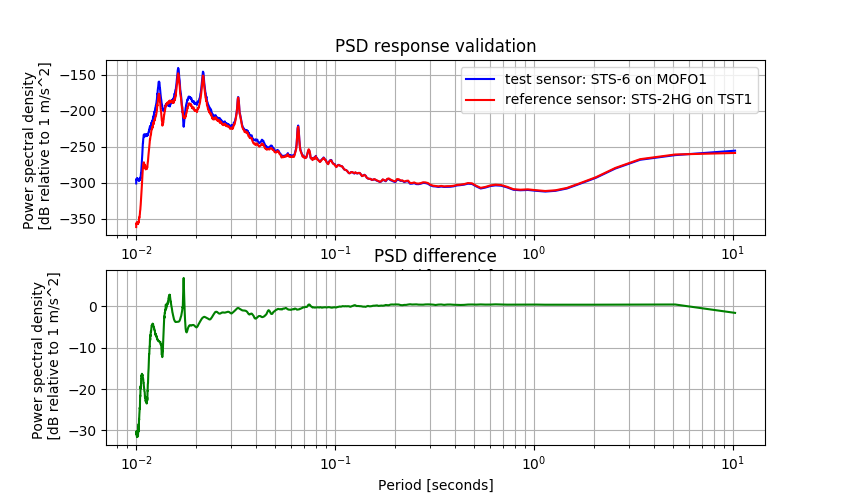 PSD response validation
Power spectral density
[dB relative to 1 m/s^2]
−150
−200
−250
−300
−350
test sensor: STS-6 on MOFO1
reference sensor: STS-2HG on TST1
10⁻² 10⁻¹ 10⁰ 10¹
PSD difference
Power spectral density
[dB relative to 1 m/s^2]
0
−10
−20
−30
10⁻² 10⁻¹ 10⁰ 10¹
Period [seconds]